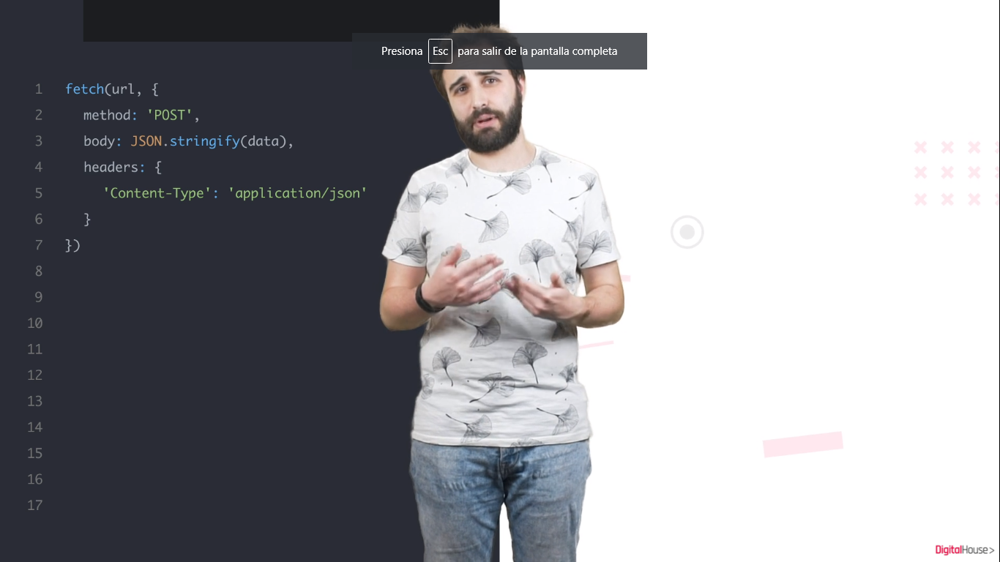 Presiona Esc para salir de la pantalla completa
1 fetch(url, {
2 method: 'POST',
3 body: JSON.stringify(data),
4 headers: {
5 'Content-Type': 'application/json'
6 }
7 })
8
9
10
11
12
13
14
15
16
17
DigitalHouse>